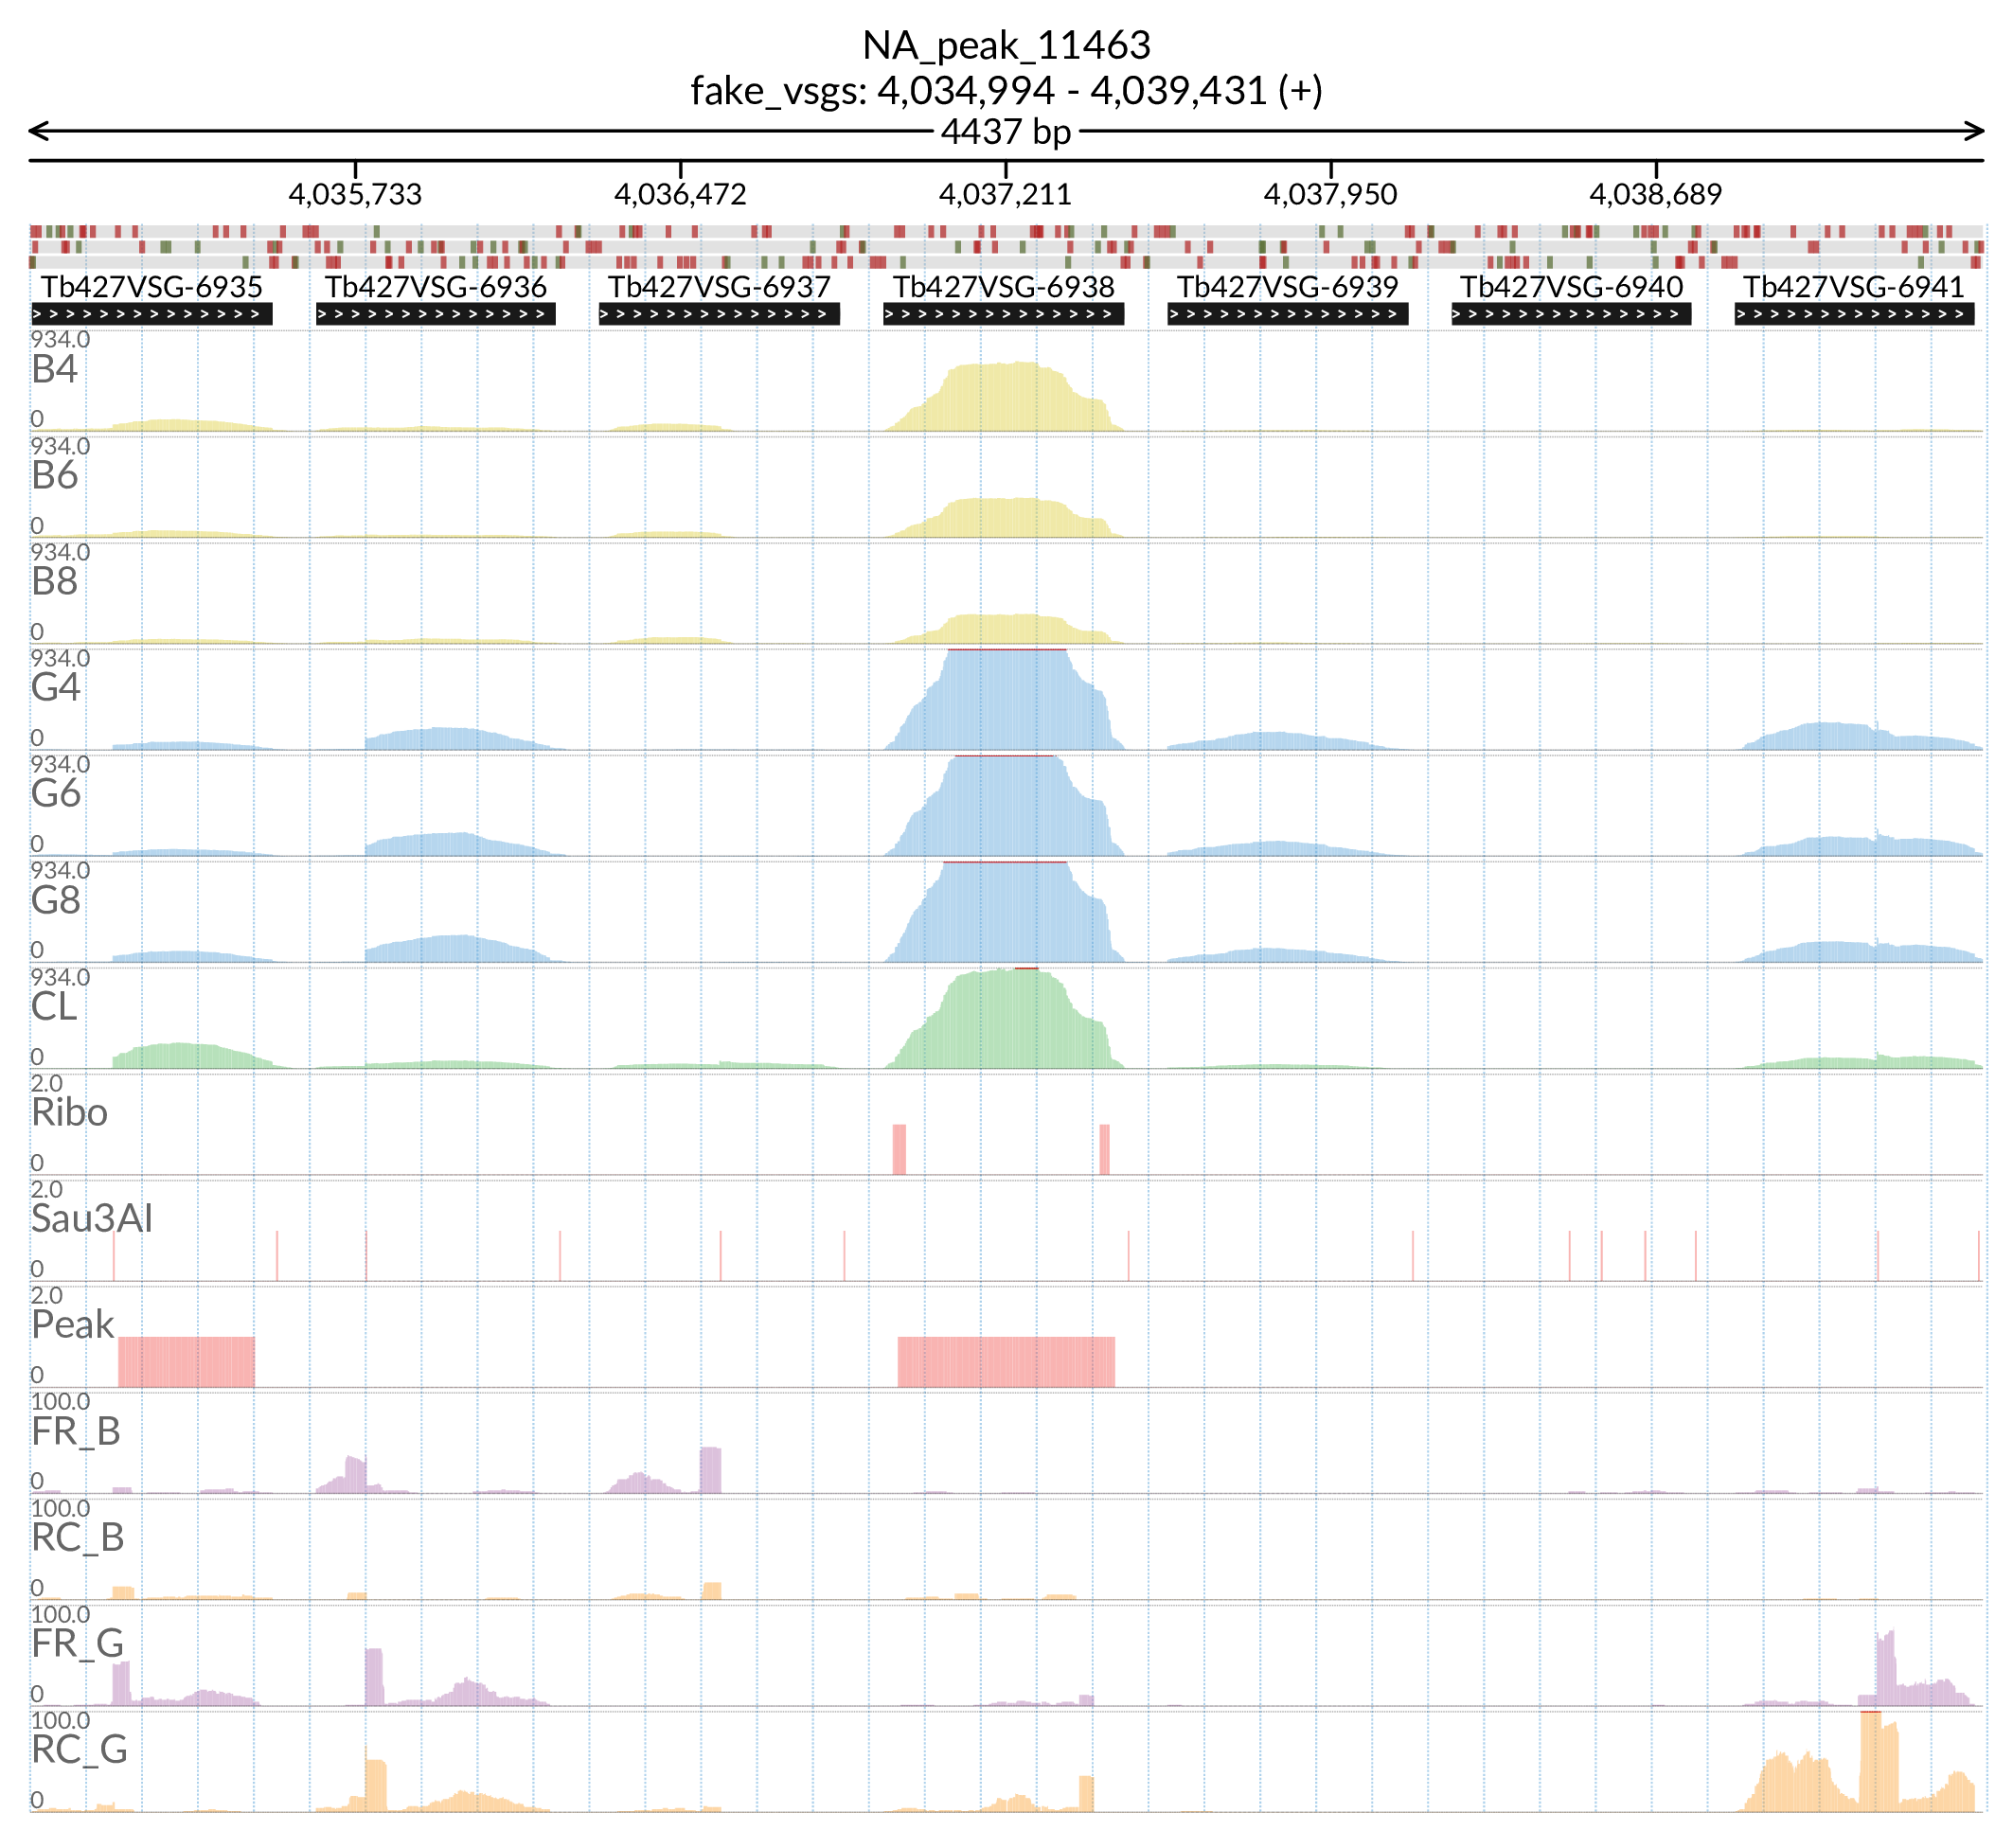 NA_peak_11463
fake_vsgs: 4,034,994 - 4,039,431 (+)
4437 bp
4,035,733 4,036,472 4,037,211 4,037,950 4,038,689
Tb427VSG-6935 Tb427VSG-6936 Tb427VSG-6937 Tb427VSG-6938 Tb427VSG-6939 Tb427VSG-6940 Tb427VSG-6941
934.0
B4
0
934.0
B6
0
934.0
B8
0
934.0
G4
0
934.0
G6
0
934.0
G8
0
934.0
CL
0
2.0
Ribo
0
2.0
Sau3AI
0
2.0
Peak
0
100.0
FR_B
0
100.0
RC_B
0
100.0
FR_G
0
100.0
RC_G
0